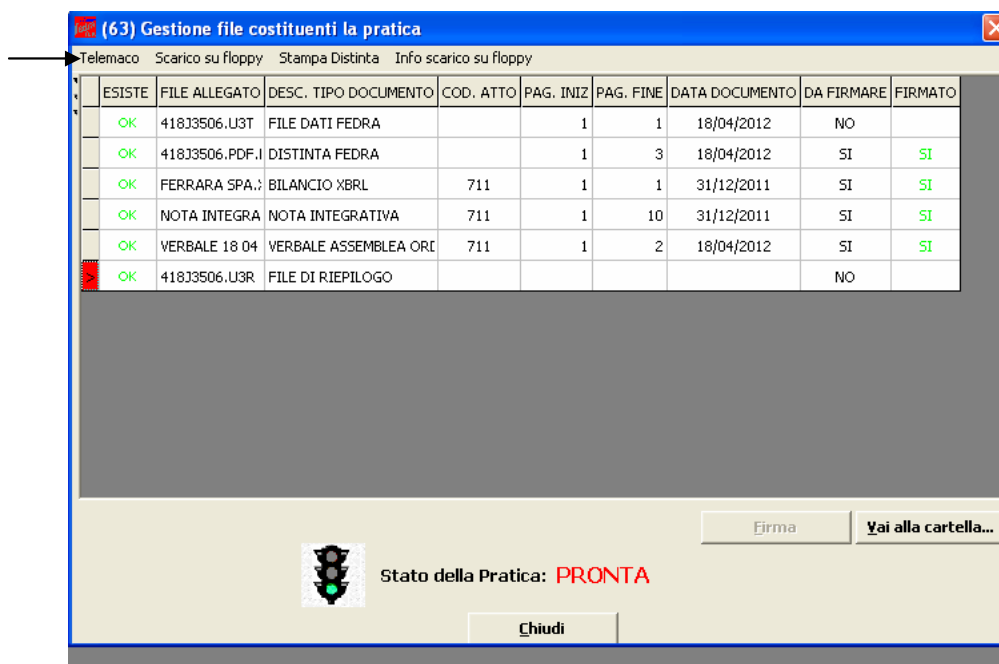 (63) Gestione file costituenti la pratica
Telemaco Scarico su floppy Stampa Distinta Info scarico su floppy
ESISTE FILE ALLEGATO DESC. TIPO DOCUMENTO COD. ATTO PAG. INIZ PAG. FINE DATA DOCUMENTO DA FIRMARE FIRMATO
OK 418J3506.U3T FILE DATI FEDRA 1 1 18/04/2012 NO
OK 418J3506.PDF. DISTINTA FEDRA 1 3 18/04/2012 SI SI
OK FERRARA SPA. BILANCIO XBRL 711 1 1 31/12/2011 SI SI
OK NOTA INTEGRA NOTA INTEGRATIVA 711 1 10 31/12/2011 SI SI
OK VERBALE 18 04 VERBALE ASSEMBLEA ORD 711 1 2 18/04/2012 SI SI
> OK 418J3506.U3R FILE DI RIEPILOGO NO
Firma Vai alla cartella...
Stato della Pratica: PRONTA
Chiudi